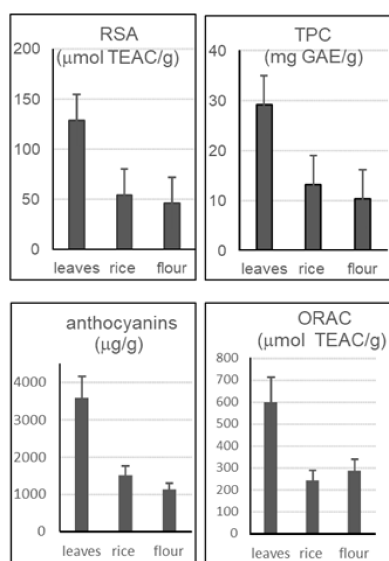 RSA
(μmol TEAC/g)
200
150
100
50
0
leaves rice flour
TPC
(mg GAE/g)
40
30
20
10
0
leaves rice flour
anthocyanins
(μg/g)
4000
3000
2000
1000
0
leaves rice flour
ORAC
(μmol TEAC/g)
800
700
600
500
400
300
200
100
0
leaves rice flour